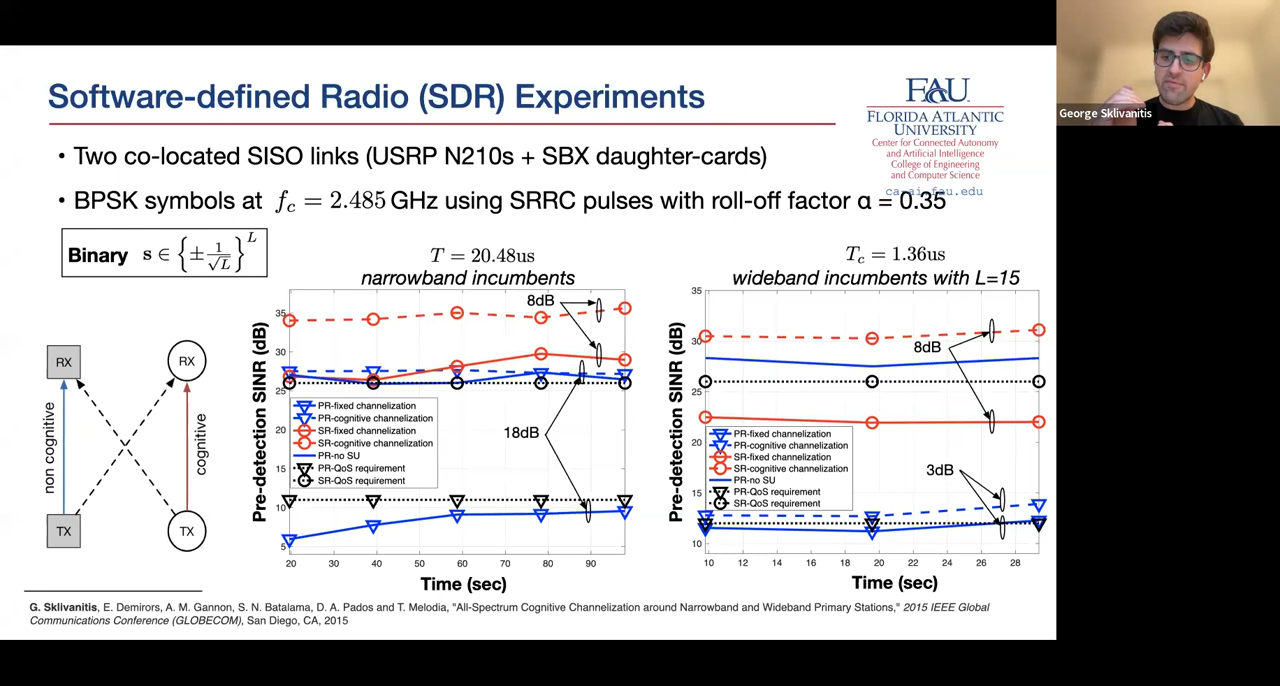 Software-defined Radio (SDR) Experiments
FAU
FLORIDA ATLANTIC
UNIVERSITY
Center for Connected Autonomy
and Artificial Intelligence
College of Engineering
and Computer Science
ca-ai.fau.edu
George Sklivanitis
• Two co-located SISO links (USRP N210s + SBX daughter-cards)
• BPSK symbols at f_c = 2.485 GHz using SRRC pulses with roll-off factor α = 0.35
Binary s ∈ {± 1/√L}^L
RX
RX
non cognitive
cognitive
TX
TX
T = 20.48us
narrowband incumbents
Pre-detection SINR (dB)
35
30
25
20
15
10
5
8dB
18dB
PR-fixed channelization
PR-cognitive channelization
SR-fixed channelization
SR-cognitive channelization
PR-no SU
PR-QoS requirement
SR-QoS requirement
20 30 40 50 60 70 80 90
Time (sec)
T_c = 1.36us
wideband incumbents with L=15
Pre-detection SINR (dB)
35
30
25
20
15
10
8dB
3dB
PR-fixed channelization
PR-cognitive channelization
SR-fixed channelization
SR-cognitive channelization
PR-no SU
PR-QoS requirement
SR-QoS requirement
10 12 14 16 18 20 22 24 26 28
Time (sec)
G. Sklivanitis, E. Demirors, A. M. Gannon, S. N. Batalama, D. A. Pados and T. Melodia, "All-Spectrum Cognitive Channelization around Narrowband and Wideband Primary Stations," 2015 IEEE Global
Communications Conference (GLOBECOM), San Diego, CA, 2015